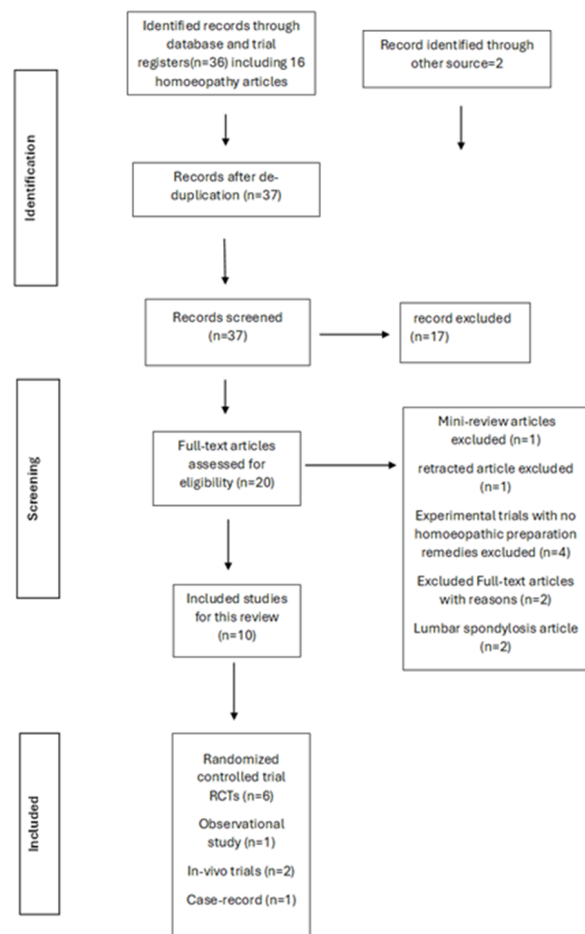 Identified records through
database and trial
registers(n=36) including 16
homoeopathy articles
Record identified through
other source=2
Identification
Records after de-
duplication (n=37)
Records screened
(n=37)
record excluded
(n=17)
Screening
Full-text articles
assessed for
eligibility (n=20)
Mini-review articles
excluded (n=1)
retracted article excluded
(n=1)
Experimental trials with no
homoeopathic preparation
remedies excluded (n=4)
Excluded Full-text articles
with reasons (n=2)
Lumbar spondylosis article
(n=2)
Included studies
for this review
(n=10)
Included
Randomized
controlled trial
RCTs (n=6)
Observational
study (n=1)
In-vivo trials (n=2)
Case-record (n=1)